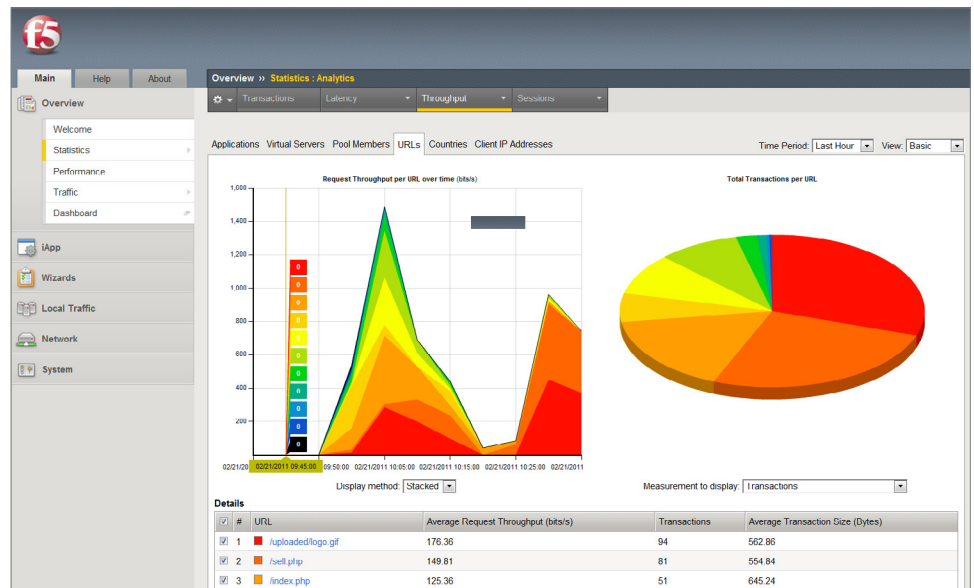 f5
Main Help About
Overview
Welcome
Statistics
Performance
Traffic
Dashboard
iApp
Wizards
Local Traffic
Network
System
Overview ›› Statistics : Analytics
Transactions Latency Throughput Sessions
Applications Virtual Servers Pool Members URLs Countries Client IP Addresses
Time Period: Last Hour View: Basic
Request Throughput per URL over time (bits/s)
1,600
1,400
1,200
1,000
800
600
400
200
0
0
0
0
0
0
0
0
0
0
0
02/21/20 02/21/2011 09:45:00 09:50:00 02/21/2011 10:05:00 02/21/2011 10:15:00 02/21/2011 10:25:00 02/21/2011
Display method: Stacked
Total Transactions per URL
Measurement to display: Transactions
Details
# URL Average Request Throughput (bits/s) Transactions Average Transaction Size (Bytes)
1 /uploaded/logo.gif 176.36 94 562.86
2 /sell.php 149.81 81 554.84
3 /index.php 125.36 51 645.24